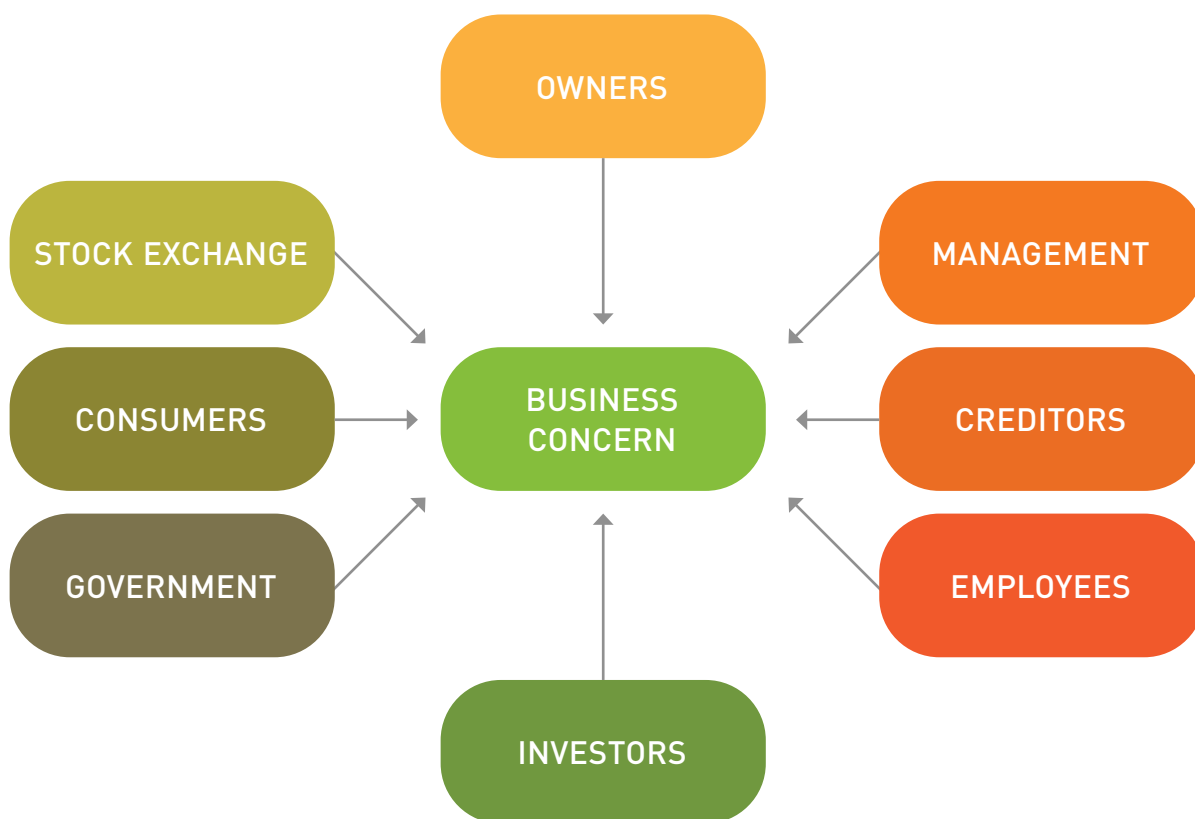 OWNERS
STOCK EXCHANGE
MANAGEMENT
CONSUMERS
BUSINESS
CONCERN
CREDITORS
GOVERNMENT
EMPLOYEES
INVESTORS